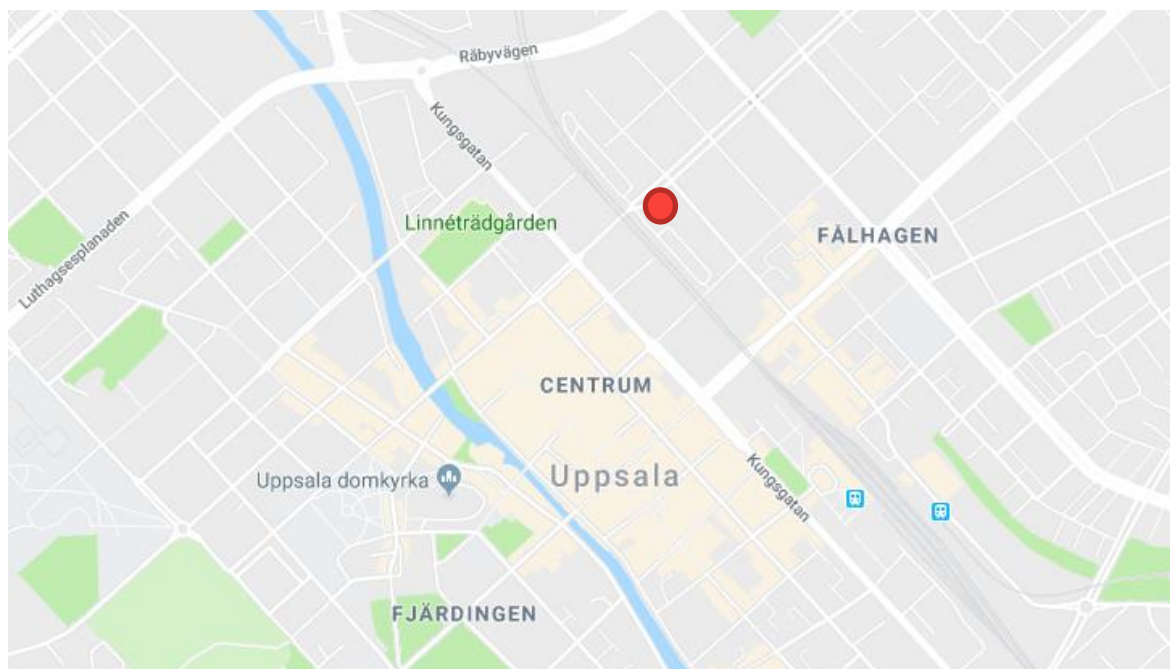 Råbyvägen
Kungsgatan
Linnéträdgården
FÅLHAGEN
Luthagsesplanaden
CENTRUM
Uppsala domkyrka
Uppsala
Kungsgatan
FJÄRDINGEN